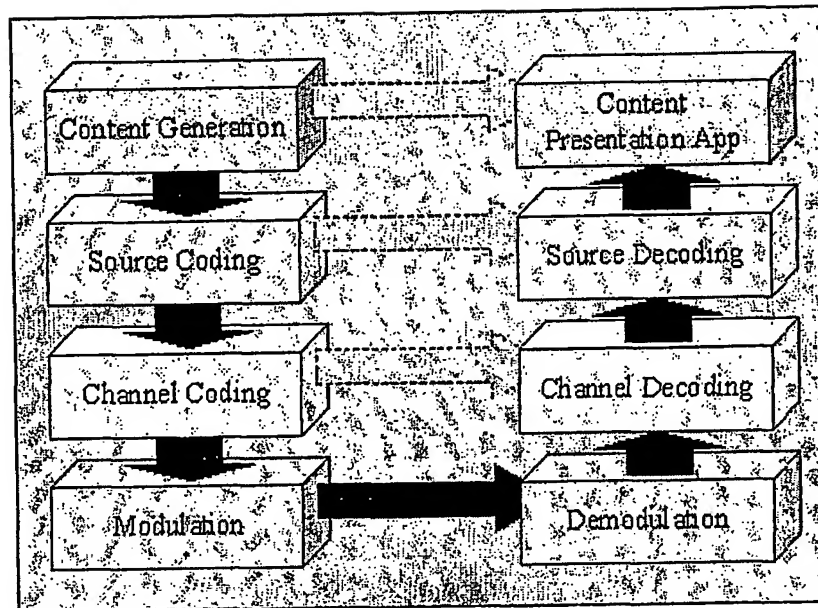 Content Generation
Source Coding
Channel Coding
Modulation
Content
Presentation App
Source Decoding
Channel Decoding
Demodulation